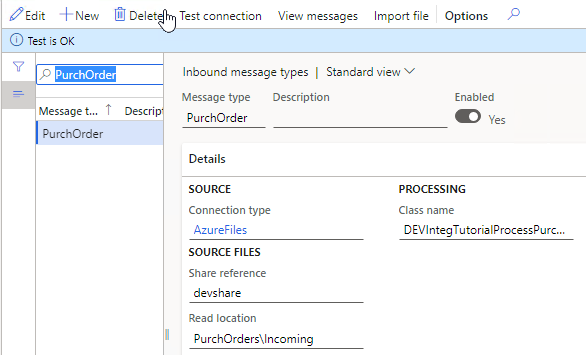 Edit New Delete Test connection View messages Import file Options
Test is OK
PurchOrder
Message t... Descript
PurchOrder
Inbound message types | Standard view
Message type Description Enabled
PurchOrder Yes
Details
SOURCE PROCESSING
Connection type Class name
AzureFiles DEVIntegTutorialProcessPurc...
SOURCE FILES
Share reference
devshare
Read location
PurchOrders\Incoming